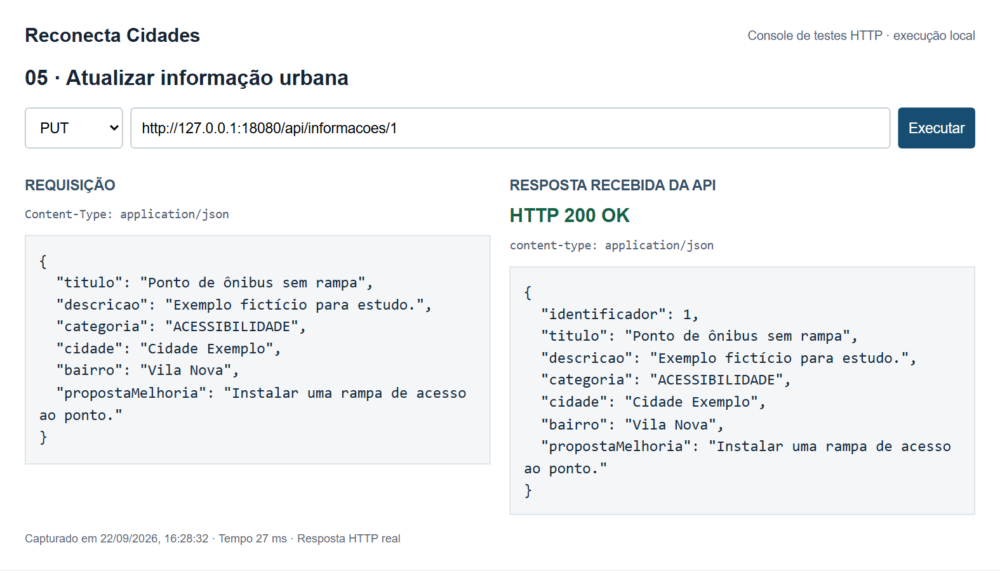 Reconecta Cidades
Console de testes HTTP · execução local
05 · Atualizar informação urbana
PUT
http://127.0.0.1:18080/api/informacoes/1
Executar
REQUISIÇÃO
Content-Type: application/json
{
  "titulo": "Ponto de ônibus sem rampa",
  "descricao": "Exemplo fictício para estudo.",
  "categoria": "ACESSIBILIDADE",
  "cidade": "Cidade Exemplo",
  "bairro": "Vila Nova",
  "propostaMelhoria": "Instalar uma rampa de acesso
ao ponto."
}
RESPOSTA RECEBIDA DA API
HTTP 200 OK
content-type: application/json
{
  "identificador": 1,
  "titulo": "Ponto de ônibus sem rampa",
  "descricao": "Exemplo fictício para estudo.",
  "categoria": "ACESSIBILIDADE",
  "cidade": "Cidade Exemplo",
  "bairro": "Vila Nova",
  "propostaMelhoria": "Instalar uma rampa de acesso
ao ponto."
}
Capturado em 22/09/2026, 16:28:32 · Tempo 27 ms · Resposta HTTP real